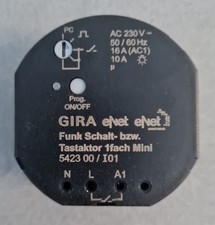 PC
AC 230 V ~
50 / 60 Hz
16 A (AC1)
10 A
μ
Prog.
ON/OFF
GIRA eNet eNet
Funk Schalt- bzw.
Tastaktor 1fach Mini
5423 00 / I01
N L A1